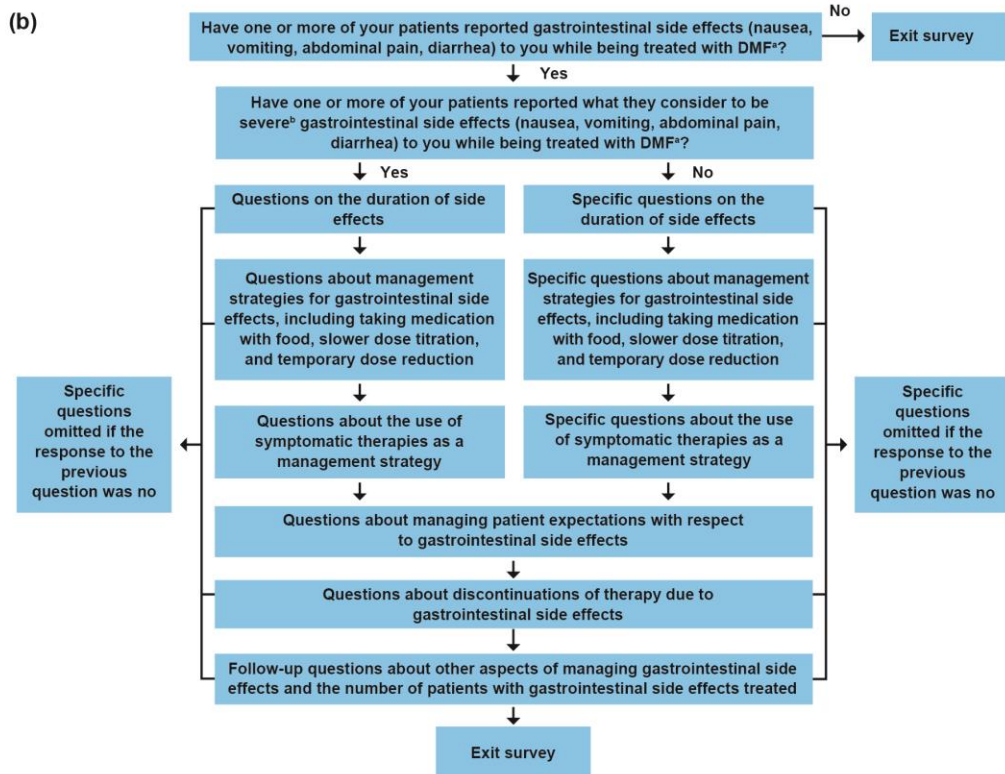 (b)
Have one or more of your patients reported gastrointestinal side effects (nausea,
vomiting, abdominal pain, diarrhea) to you while being treated with DMFᵃ?
No
Exit survey
Yes
Have one or more of your patients reported what they consider to be
severeᵇ gastrointestinal side effects (nausea, vomiting, abdominal pain,
diarrhea) to you while being treated with DMFᵃ?
Yes
No
Questions on the duration of side
effects
Specific questions on the
duration of side effects
Questions about management
strategies for gastrointestinal side
effects, including taking medication
with food, slower dose titration,
and temporary dose reduction
Specific questions about management
strategies for gastrointestinal side
effects, including taking medication
with food, slower dose titration,
and temporary dose reduction
Specific
questions
omitted if the
response to the
previous
question was no
Questions about the use of
symptomatic therapies as a
management strategy
Specific questions about the use
of symptomatic therapies as a
management strategy
Specific
questions
omitted if the
response to the
previous
question was no
Questions about managing patient expectations with respect
to gastrointestinal side effects
Questions about discontinuations of therapy due to
gastrointestinal side effects
Follow-up questions about other aspects of managing gastrointestinal side
effects and the number of patients with gastrointestinal side effects treated
Exit survey